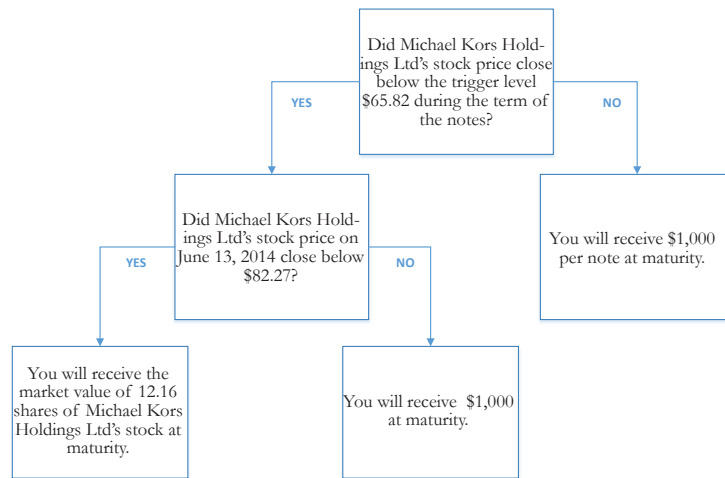 Did Michael Kors Hold-
ings Ltd's stock price close
below the trigger level
$65.82 during the term of
the notes?
YES
NO
Did Michael Kors Hold-
ings Ltd's stock price on
June 13, 2014 close below
$82.27?
You will receive $1,000
per note at maturity.
YES
NO
You will receive the
market value of 12.16
shares of Michael Kors
Holdings Ltd's stock at
maturity.
You will receive $1,000
at maturity.